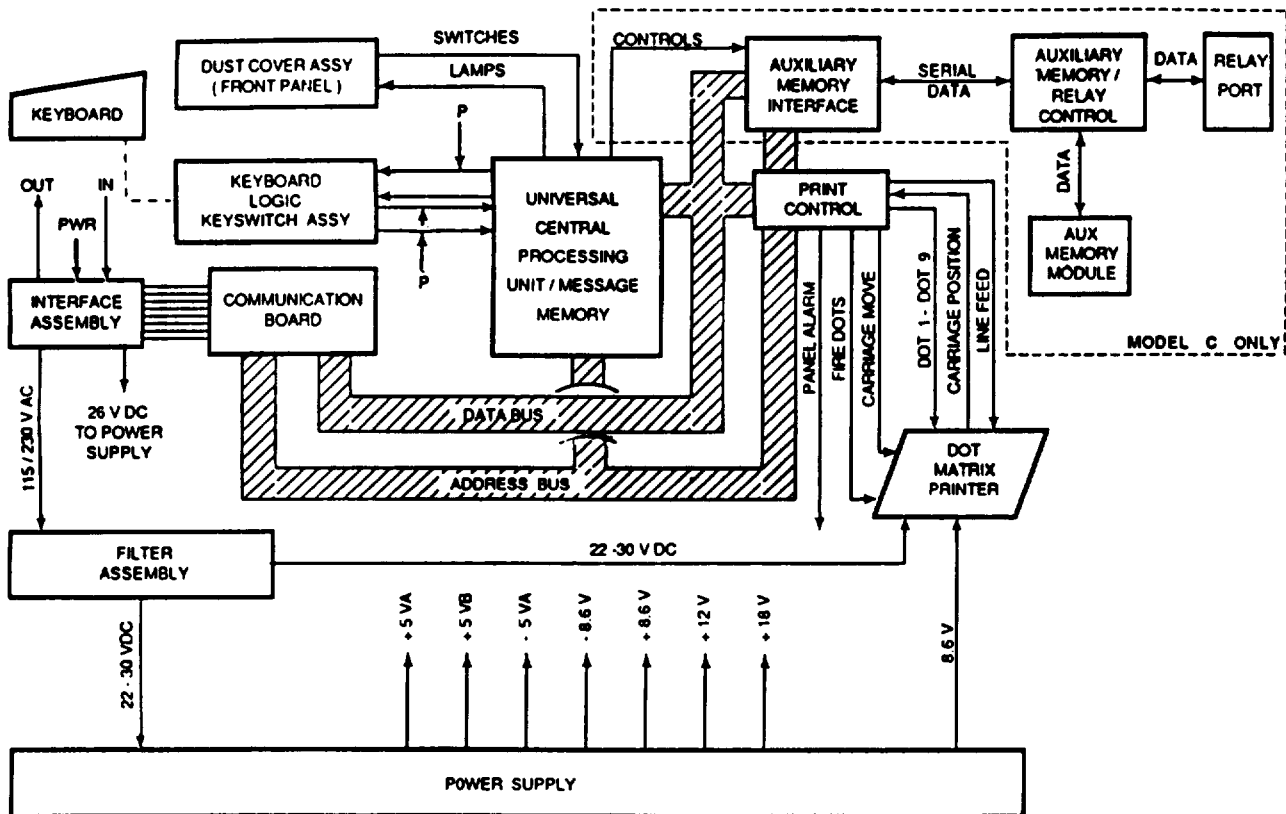 SWITCHES
LAMPS
DUST COVER ASSY
( FRONT PANEL )
KEYBOARD
P
KEYBOARD
LOGIC
KEYSWITCH ASSY
P
OUT
IN
PWR
INTERFACE
ASSEMBLY
COMMUNICATION
BOARD
UNIVERSAL
CENTRAL
PROCESSING
UNIT / MESSAGE
MEMORY
CONTROLS
AUXILIARY
MEMORY
INTERFACE
SERIAL
DATA
AUXILIARY
MEMORY /
RELAY
CONTROL
DATA
RELAY
PORT
DATA
AUX
MEMORY
MODULE
MODEL C ONLY
PRINT
CONTROL
PANEL ALARM
FIRE DOTS
CARRIAGE MOVE
DOT 1 - DOT 9
CARRIAGE POSITION
LINE FEED
DATA BUS
ADDRESS BUS
115 / 230 V AC
26 V DC
TO POWER
SUPPLY
DOT
MATRIX
PRINTER
FILTER
ASSEMBLY
22 -30 V DC
22 - 30 VDC
+ 5 VA
+ 5 VB
- 5 VA
- 8.6 V
+ 8.6 V
+ 12 V
+ 18 V
8.6 V
POWER SUPPLY